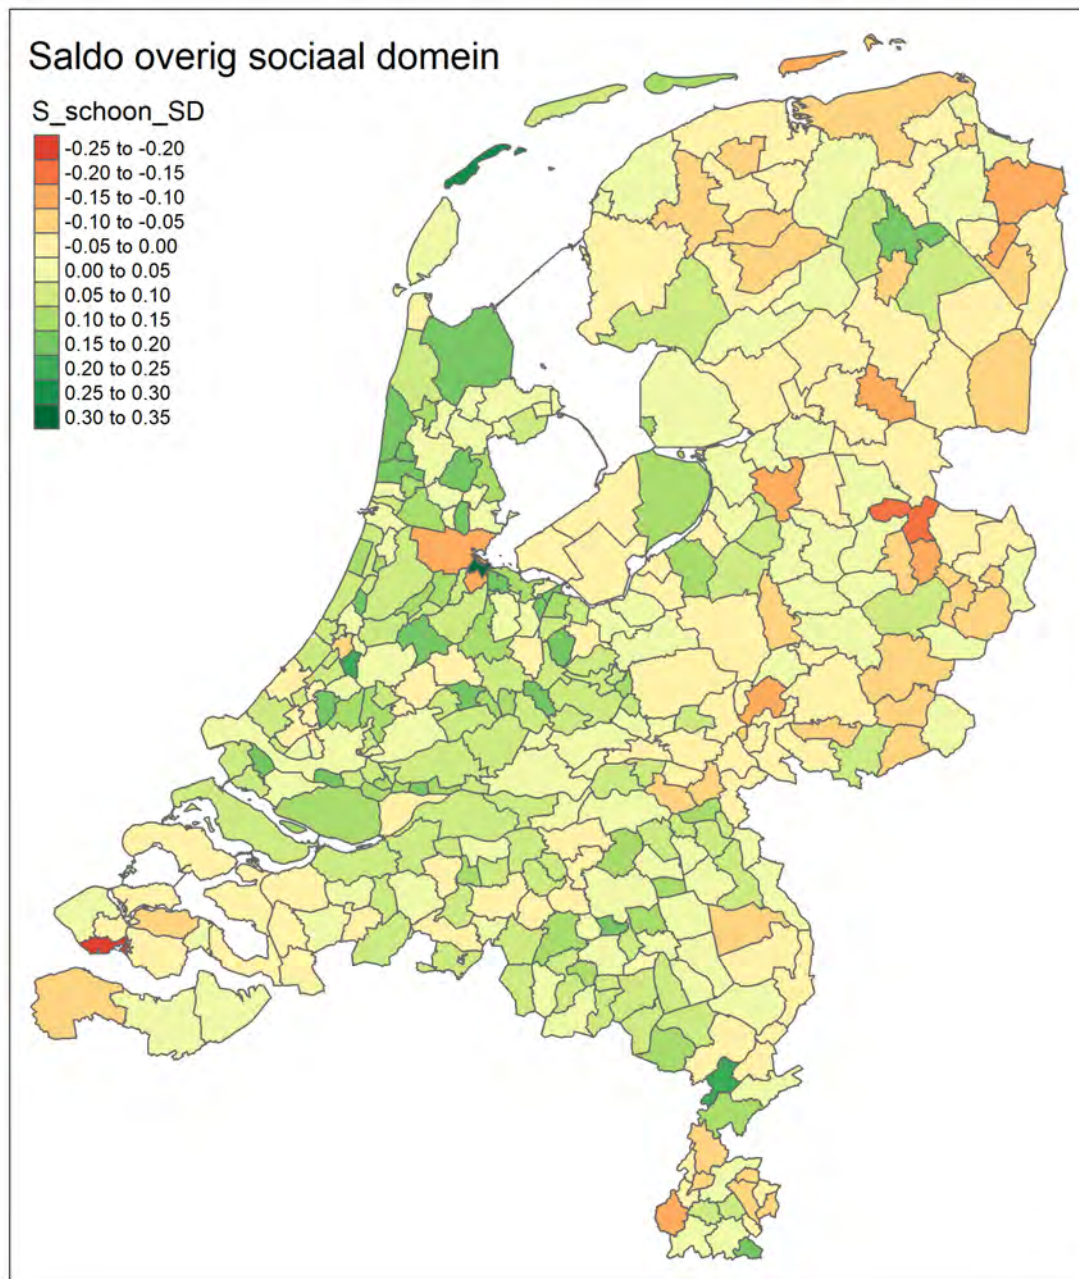 Saldo overig sociaal domein
S_schoon_SD
-0.25 to -0.20
-0.20 to -0.15
-0.15 to -0.10
-0.10 to -0.05
-0.05 to 0.00
0.00 to 0.05
0.05 to 0.10
0.10 to 0.15
0.15 to 0.20
0.20 to 0.25
0.25 to 0.30
0.30 to 0.35